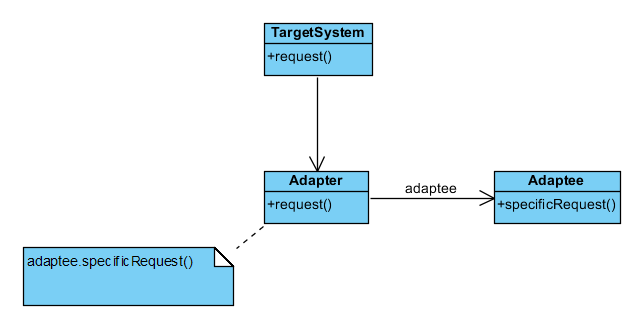 TargetSystem
+request()
Adapter
+request()
adaptee
Adaptee
+specificRequest()
adaptee.specificRequest()